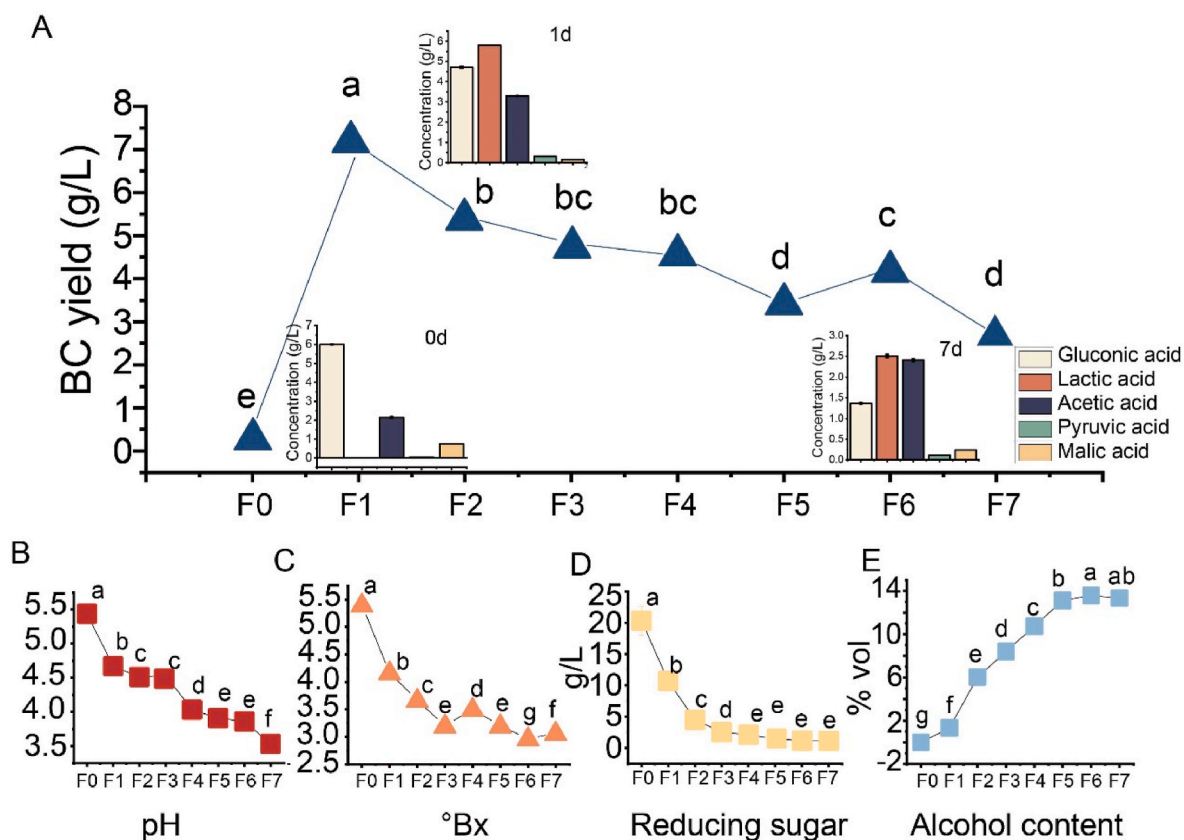 A
BC yield (g/L)
8
7
6
5
4
3
2
1
0
e
a
b
bc
bc
d
c
d
F0 F1 F2 F3 F4 F5 F6 F7
1d
Concentration (g/L)
6
5
4
3
2
1
0
0d
Concentration (g/L)
7
6
5
4
3
2
1
0
7d
Concentration (g/L)
3.0
2.5
2.0
1.5
1.0
0.5
0.0
Gluconic acid
Lactic acid
Acetic acid
Pyruvic acid
Malic acid
B
5.5
5.0
4.5
4.0
3.5
a b c c d e e f
F0 F1 F2 F3 F4 F5 F6 F7
pH
C
5.5
5.0
4.5
4.0
3.5
3.0
2.5
a b c e d e g f
F0 F1 F2 F3 F4 F5 F6 F7
°Bx
D
g/L
25
20
15
10
5
0
a b c d e e e e
F0 F1 F2 F3 F4 F5 F6 F7
Reducing sugar
E
% vol
14
10
6
2
-2
g f e d c b a ab
F0 F1 F2 F3 F4 F5 F6 F7
Alcohol content